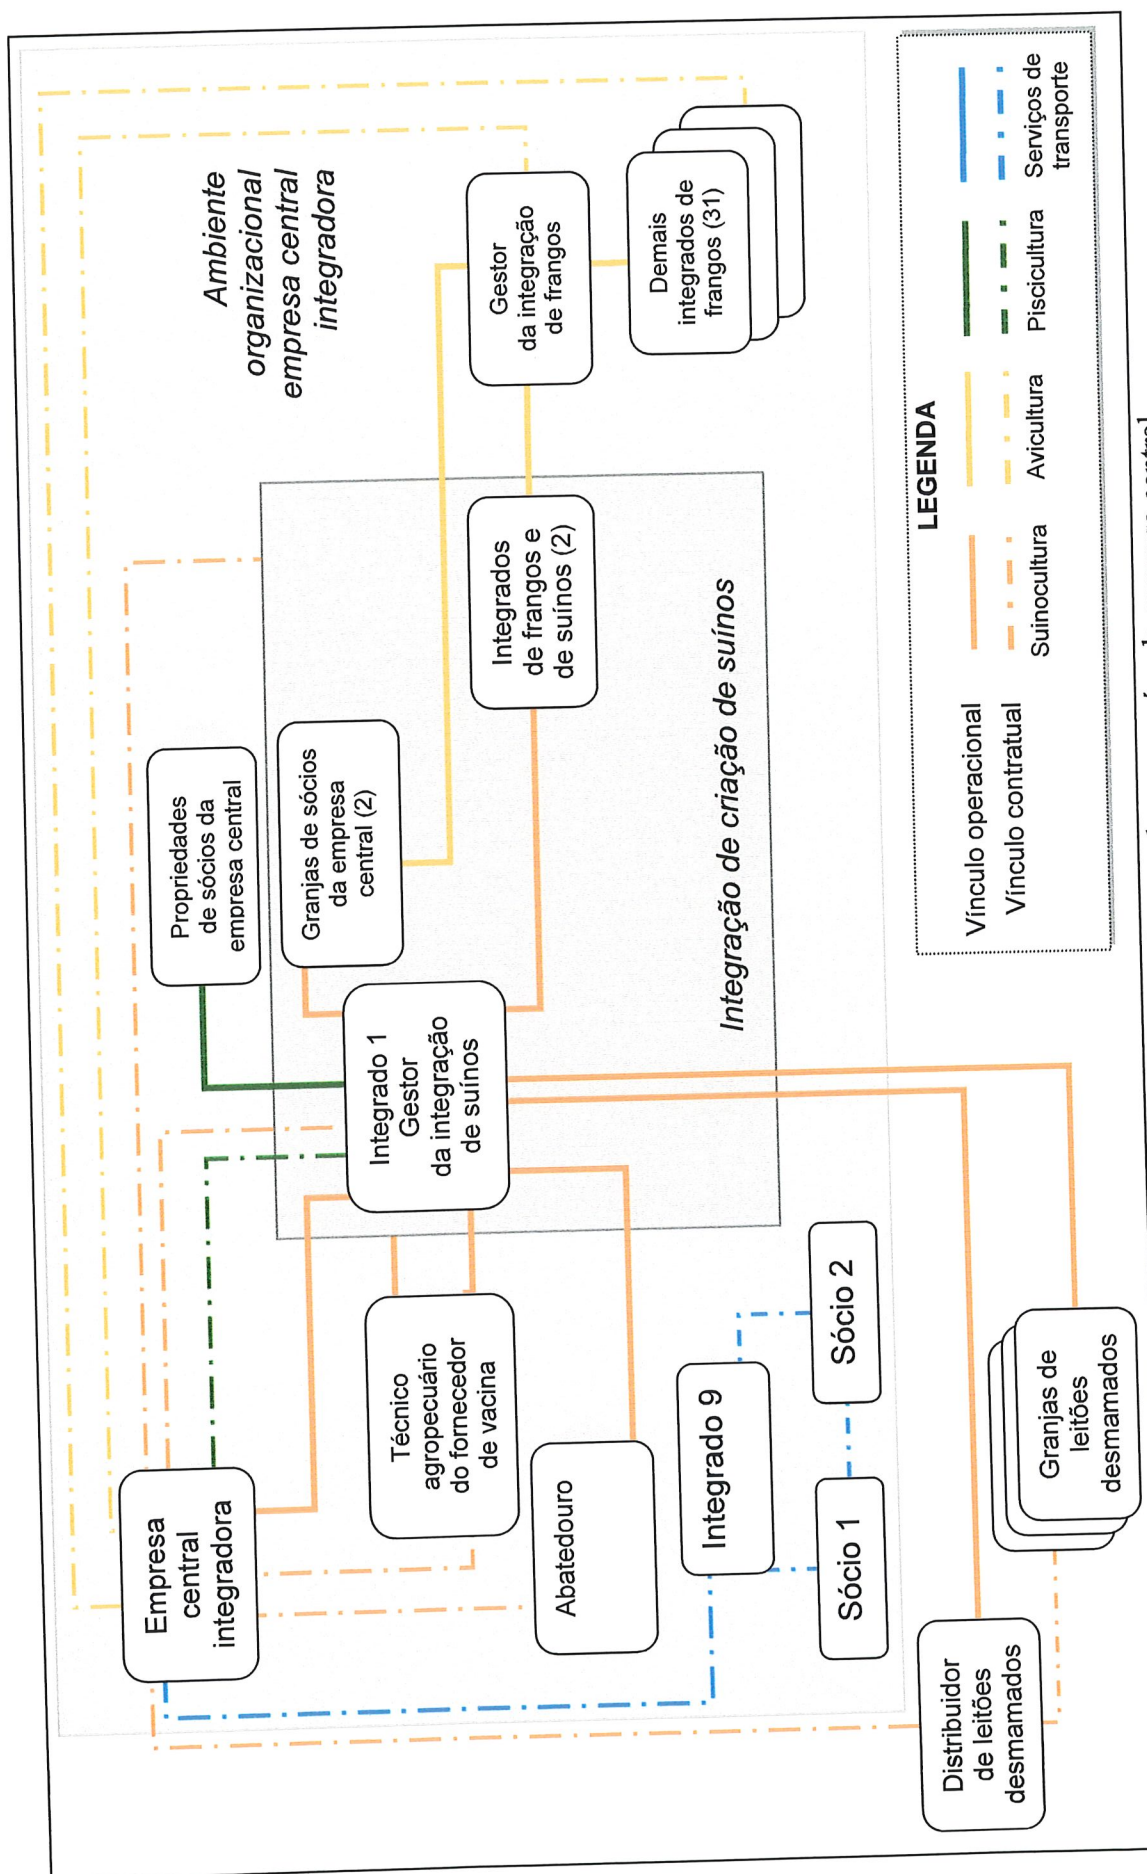 Ambiente
organizacional
empresa central
integradora
Propriedades
de sócios da
empresa central
Granjas de sócios
da empresa
central (2)
Gestor
da integração
de frangos
Demais
integrados de
frangos (31)
Integrados
de frangos e
de suínos (2)
Integração de criação de suínos
Integrado 1
Gestor
da integração
de suínos
Empresa
central
integradora
Técnico
agropecuário
do fornecedor
de vacina
Abatedouro
Integrado 9
Sócio 1
Sócio 2
Distribuidor
de leitões
desmamados
Granjas de
leitões
desmamados
LEGENDA
Vínculo operacional
Vínculo contratual
Suinocultura
Avicultura
Piscicultura
Serviços de
transporte